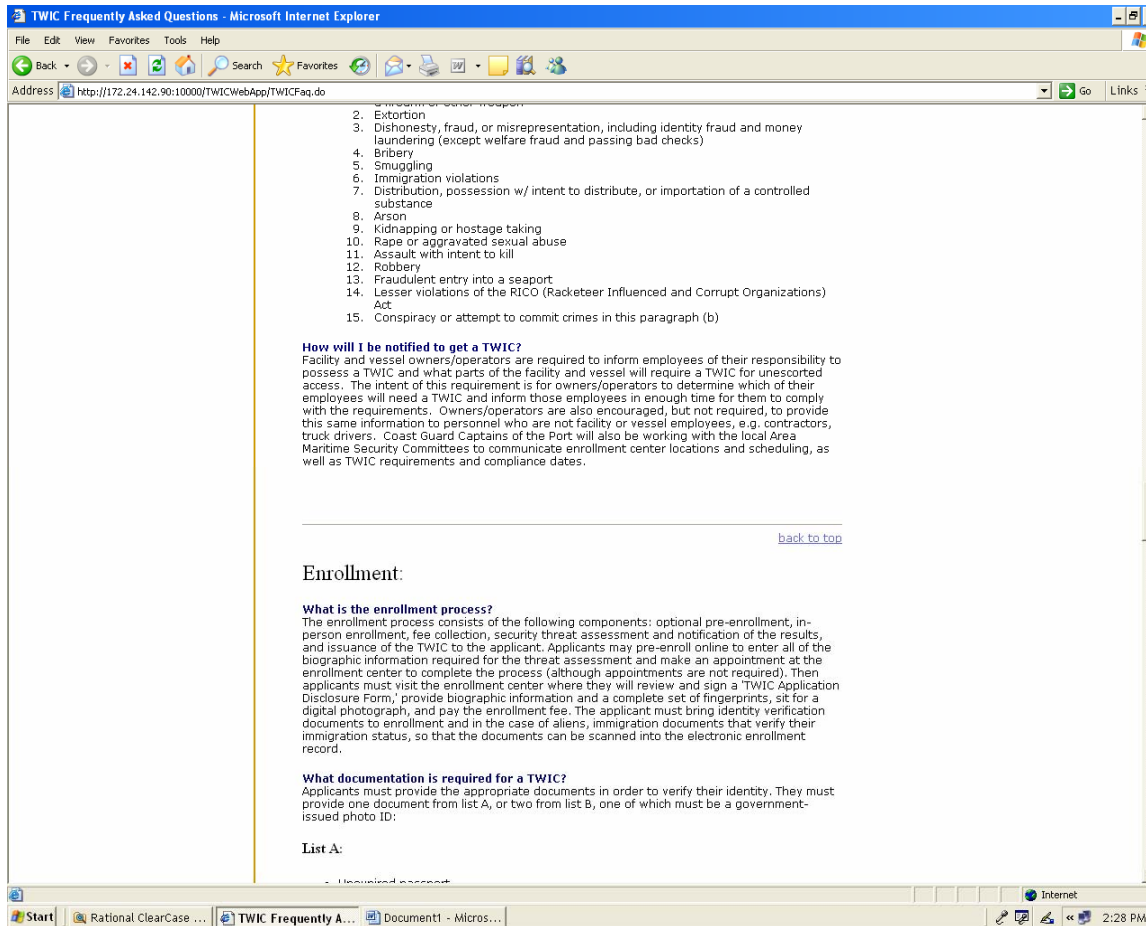 TWIC Frequently Asked Questions - Microsoft Internet Explorer
File Edit View Favorites Tools Help
Back Search Favorites
Address http://172.24.142.90:10000/TWICWebApp/TWICFaq.do Go Links
2. Extortion
3. Dishonesty, fraud, or misrepresentation, including identity fraud and money
laundering (except welfare fraud and passing bad checks)
4. Bribery
5. Smuggling
6. Immigration violations
7. Distribution, possession w/ intent to distribute, or importation of a controlled
substance
8. Arson
9. Kidnapping or hostage taking
10. Rape or aggravated sexual abuse
11. Assault with intent to kill
12. Robbery
13. Fraudulent entry into a seaport
14. Lesser violations of the RICO (Racketeer Influenced and Corrupt Organizations)
Act
15. Conspiracy or attempt to commit crimes in this paragraph (b)
How will I be notified to get a TWIC?
Facility and vessel owners/operators are required to inform employees of their responsibility to
possess a TWIC and what parts of the facility and vessel will require a TWIC for unescorted
access. The intent of this requirement is for owners/operators to determine which of their
employees will need a TWIC and inform those employees in enough time for them to comply
with the requirements. Owners/operators are also encouraged, but not required, to provide
this same information to personnel who are not facility or vessel employees, e.g. contractors,
truck drivers. Coast Guard Captains of the Port will also be working with the local Area
Maritime Security Committees to communicate enrollment center locations and scheduling, as
well as TWIC requirements and compliance dates.
back to top
Enrollment:
What is the enrollment process?
The enrollment process consists of the following components: optional pre-enrollment, in-
person enrollment, fee collection, security threat assessment and notification of the results,
and issuance of the TWIC to the applicant. Applicants may pre-enroll online to enter all of the
biographic information required for the threat assessment and make an appointment at the
enrollment center to complete the process (although appointments are not required). Then
applicants must visit the enrollment center where they will review and sign a 'TWIC Application
Disclosure Form,' provide biographic information and a complete set of fingerprints, sit for a
digital photograph, and pay the enrollment fee. The applicant must bring identity verification
documents to enrollment and in the case of aliens, immigration documents that verify their
immigration status, so that the documents can be scanned into the electronic enrollment
record.
What documentation is required for a TWIC?
Applicants must provide the appropriate documents in order to verify their identity. They must
provide one document from list A, or two from list B, one of which must be a government-
issued photo ID:
List A:
Internet
Start Rational ClearCase ... TWIC Frequently A... Document1 - Micros... 2:28 PM